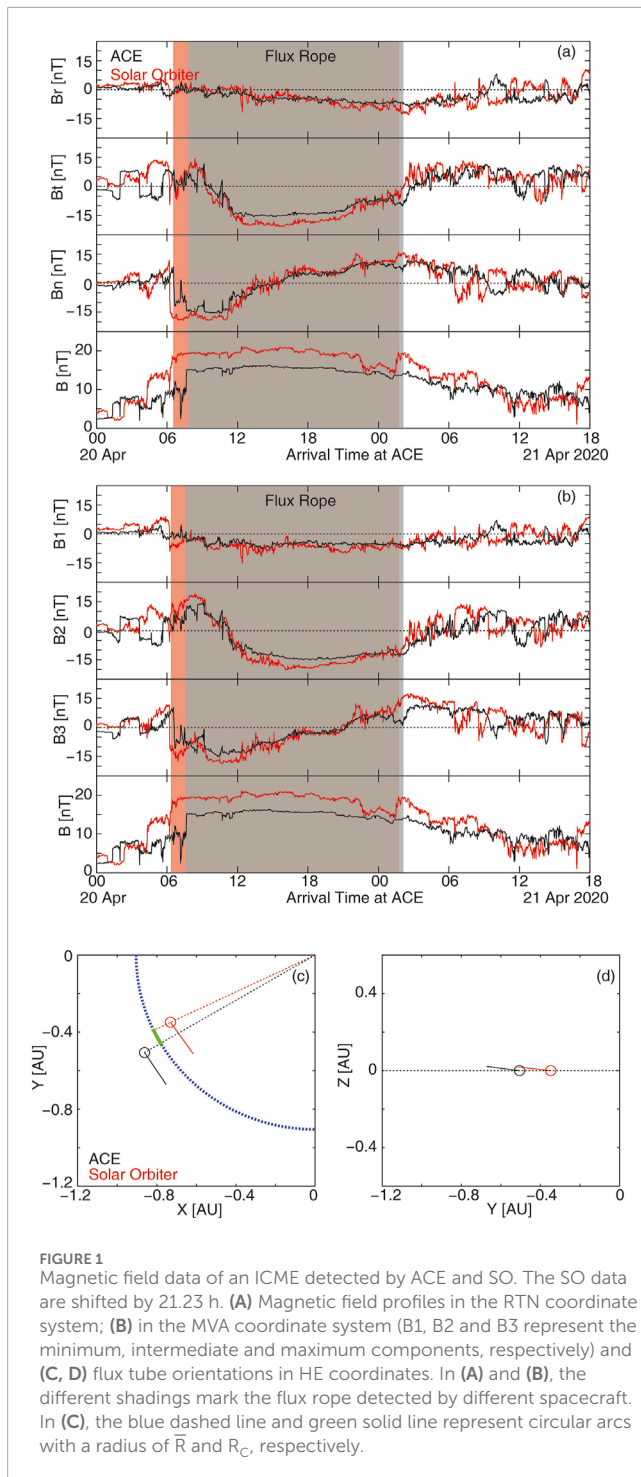 ACE
Solar Orbiter
Flux Rope
(a)
Br [nT]
15
0
−15
Bt [nT]
15
0
−15
Bn [nT]
15
0
−15
B [nT]
20
10
0
00 06 12 18 00 06 12 18
20 Apr Arrival Time at ACE 21 Apr 2020
Flux Rope
(b)
B1 [nT]
15
0
−15
B2 [nT]
15
0
−15
B3 [nT]
15
0
−15
B [nT]
20
10
0
00 06 12 18 00 06 12 18
20 Apr Arrival Time at ACE 21 Apr 2020
(c)
Y [AU]
0
−0.4
−0.8
−1.2
ACE
Solar Orbiter
−1.2 −0.8 −0.4 0
X [AU]
(d)
Z [AU]
0.4
0
−0.4
−1.2 −0.8 −0.4 0
Y [AU]
FIGURE 1
Magnetic field data of an ICME detected by ACE and SO. The SO data
are shifted by 21.23 h. (A) Magnetic field profiles in the RTN coordinate
system; (B) in the MVA coordinate system (B1, B2 and B3 represent the
minimum, intermediate and maximum components, respectively) and
(C, D) flux tube orientations in HE coordinates. In (A) and (B), the
different shadings mark the flux rope detected by different spacecraft.
In (C), the blue dashed line and green solid line represent circular arcs
with a radius of R̅ and R_C, respectively.